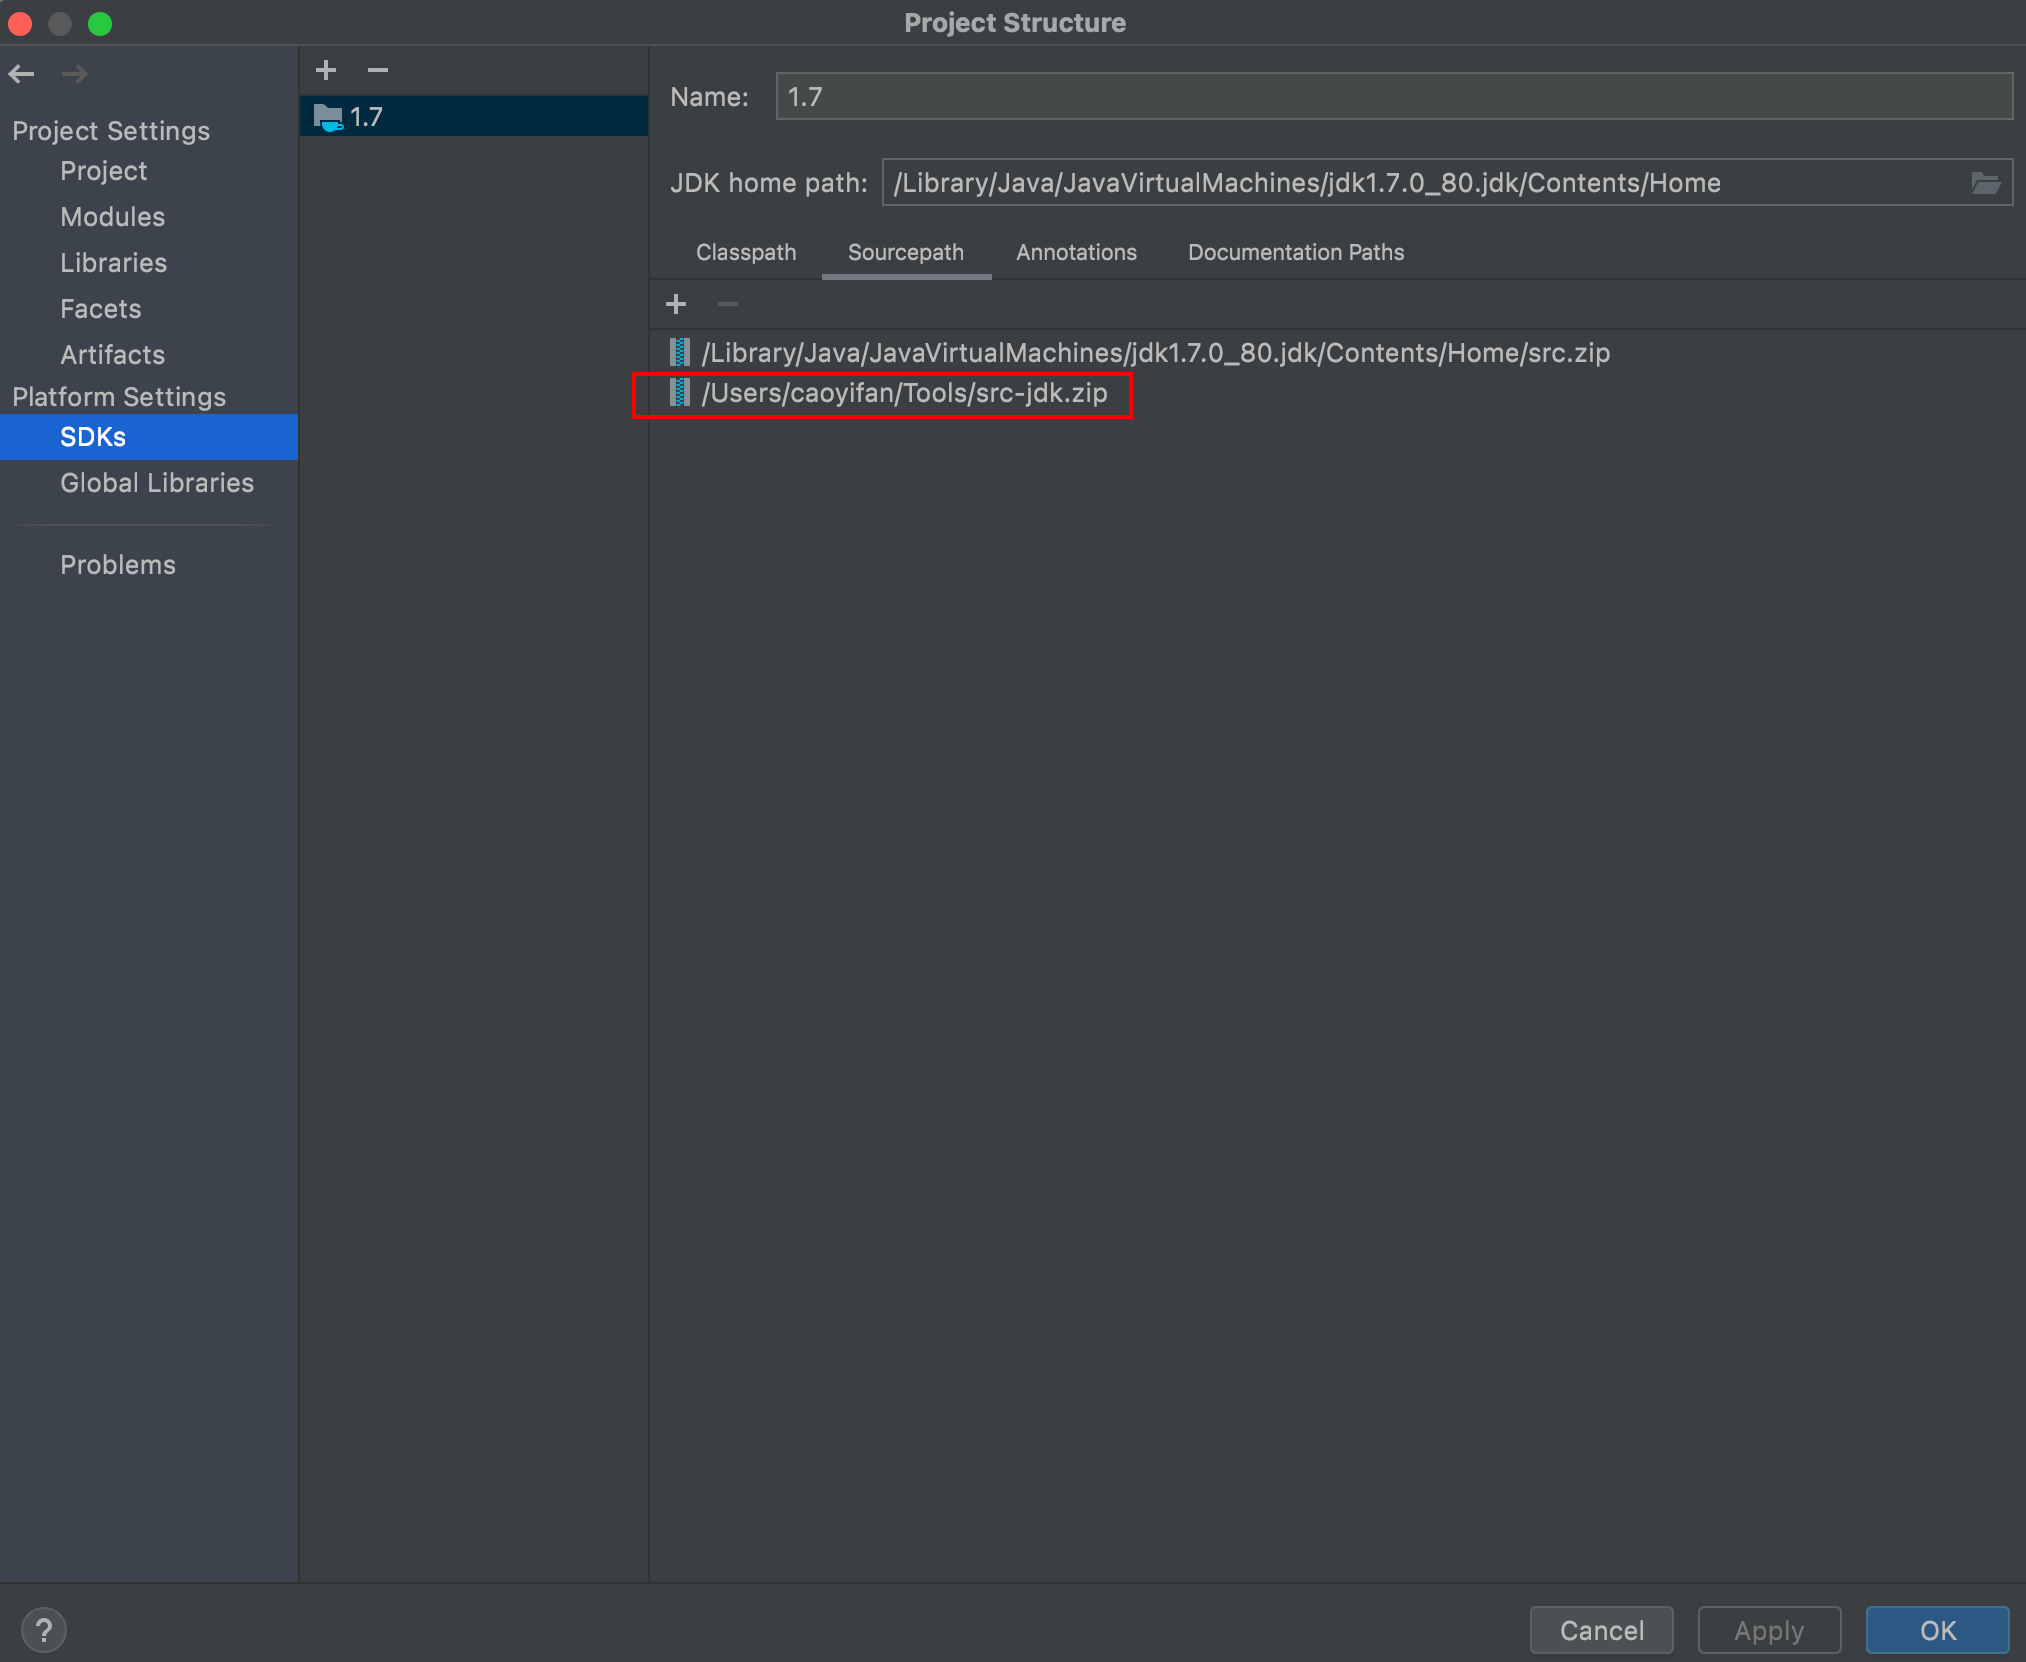 Project Structure
Project Settings
Project
Modules
Libraries
Facets
Artifacts
Platform Settings
SDKs
Global Libraries
Problems
1.7
Name: 1.7
JDK home path: /Library/Java/JavaVirtualMachines/jdk1.7.0_80.jdk/Contents/Home
Classpath Sourcepath Annotations Documentation Paths
/Library/Java/JavaVirtualMachines/jdk1.7.0_80.jdk/Contents/Home/src.zip
/Users/caoyifan/Tools/src-jdk.zip
? Cancel Apply OK